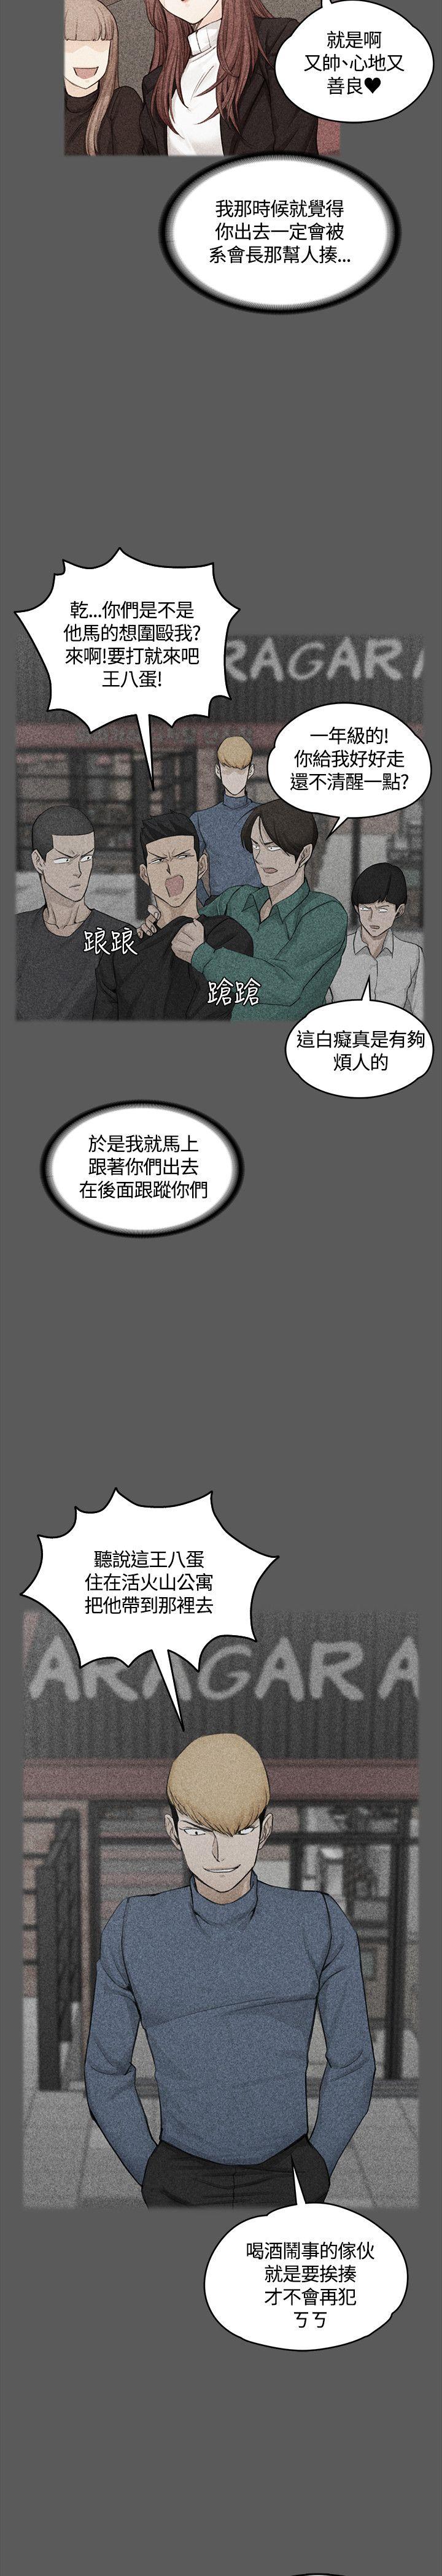 就是啊
又帥、心地又
善良♥
我那時候就覺得
你出去一定會被
系會長那幫人揍...
乾...你們是不是
他馬的想圍毆我?
來啊!要打就來吧
王八蛋!
RAGARA
一年級的!
你給我好好走
還不清醒一點?
踉踉
蹌蹌
這白癡真是有夠
煩人的
於是我就馬上
跟著你們出去
在後面跟蹤你們
聽說這王八蛋
住在活火山公寓
把他帶到那裡去
ARAGARA
喝酒鬧事的傢伙
就是要挨揍
才不會再犯
ㄎㄎ